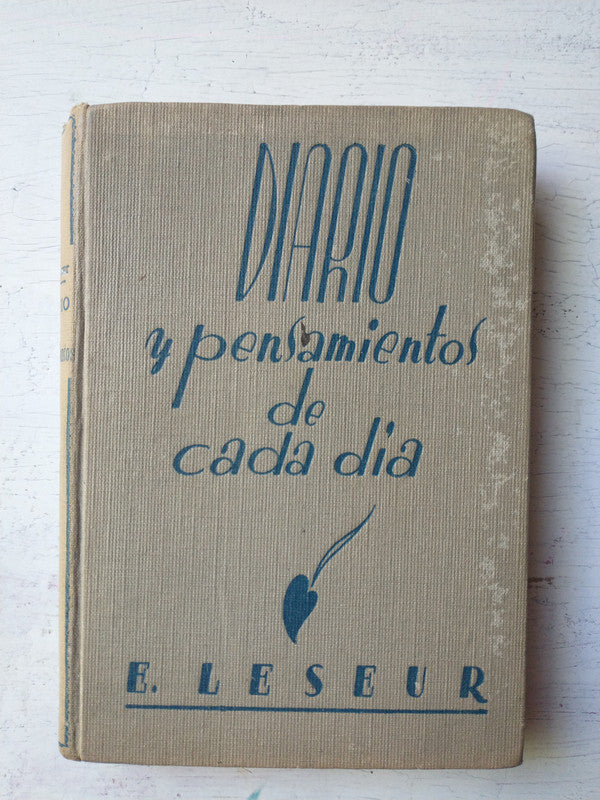 DIARIO
y pensamientos
de
cada dia
E. LESEUR